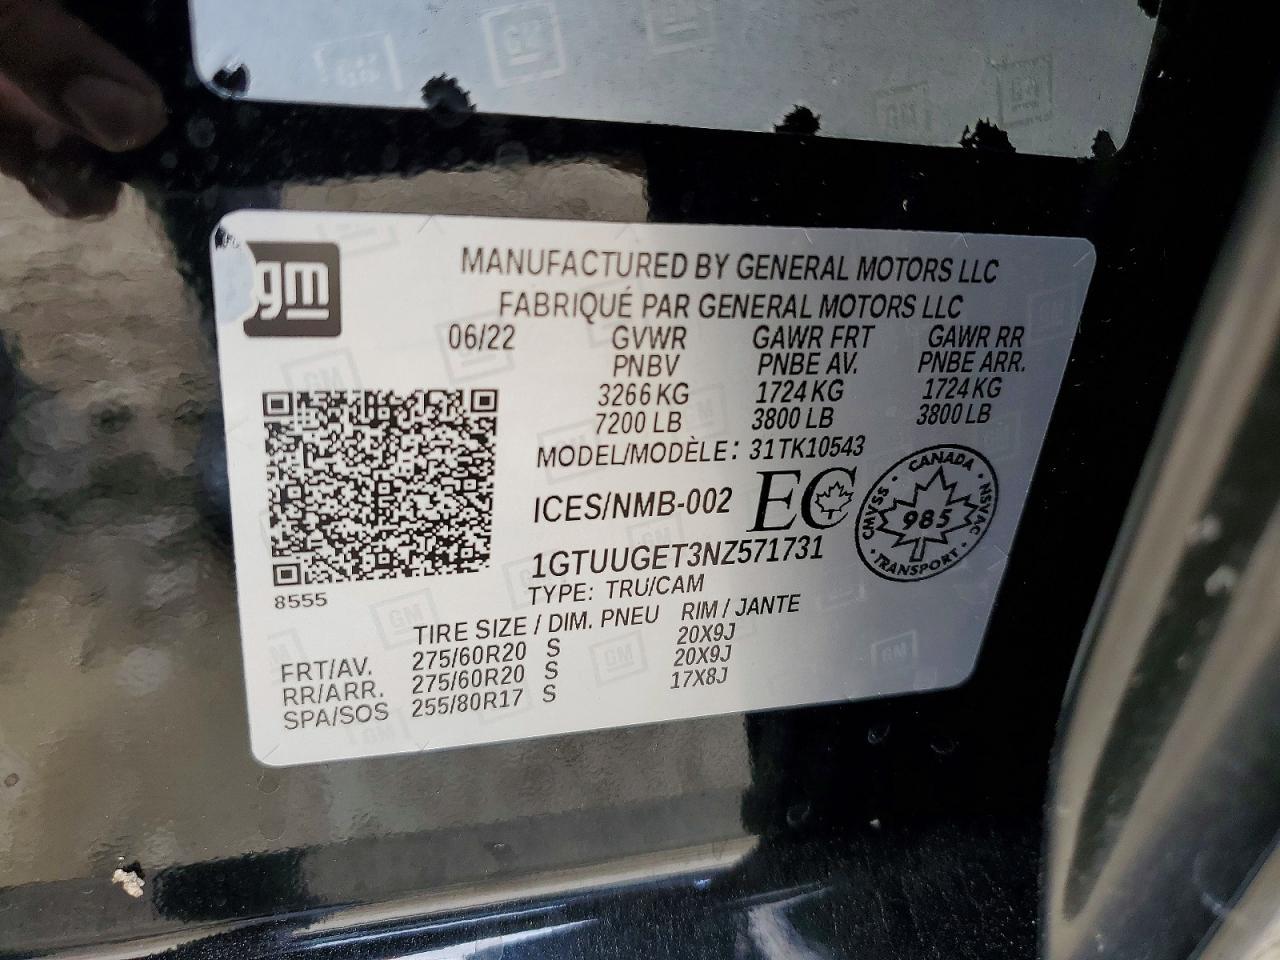 gm
MANUFACTURED BY GENERAL MOTORS LLC
FABRIQUÉ PAR GENERAL MOTORS LLC
06/22 GVWR GAWR FRT GAWR RR
PNBV PNBE AV. PNBE ARR.
3266 KG 1724 KG 1724 KG
7200 LB 3800 LB 3800 LB
MODEL/MODÈLE: 31TK10543
ICES/NMB-002 EC
CANADA
CMVSS NSVAC
985
TRANSPORT
1GTUUGET3NZ571731
8555
TYPE: TRU/CAM
TIRE SIZE / DIM. PNEU RIM / JANTE
FRT/AV. 275/60R20 S 20X9J
RR/ARR. 275/60R20 S 20X9J
SPA/SOS 255/80R17 S 17X8J